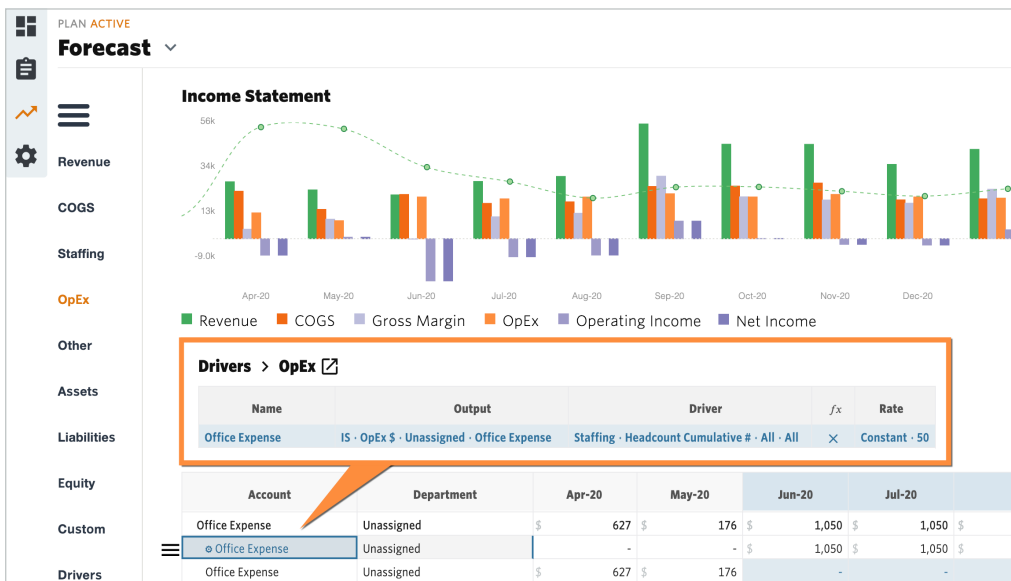 PLAN ACTIVE
Forecast
Revenue
COGS
Staffing
OpEx
Other
Assets
Liabilities
Equity
Custom
Drivers
Income Statement
56k
34k
13k
-9.0k
Apr-20 May-20 Jun-20 Jul-20 Aug-20 Sep-20 Oct-20 Nov-20 Dec-20
Revenue COGS Gross Margin OpEx Operating Income Net Income
Drivers > OpEx
Name Output Driver fx Rate
Office Expense IS · OpEx $ · Unassigned · Office Expense Staffing · Headcount Cumulative # · All · All × Constant · 50
Account Department Apr-20 May-20 Jun-20 Jul-20
Office Expense Unassigned $ 627 $ 176 $ 1,050 $ 1,050 $
Office Expense Unassigned - - $ 1,050 $ 1,050 $
Office Expense Unassigned $ 627 $ 176 - -